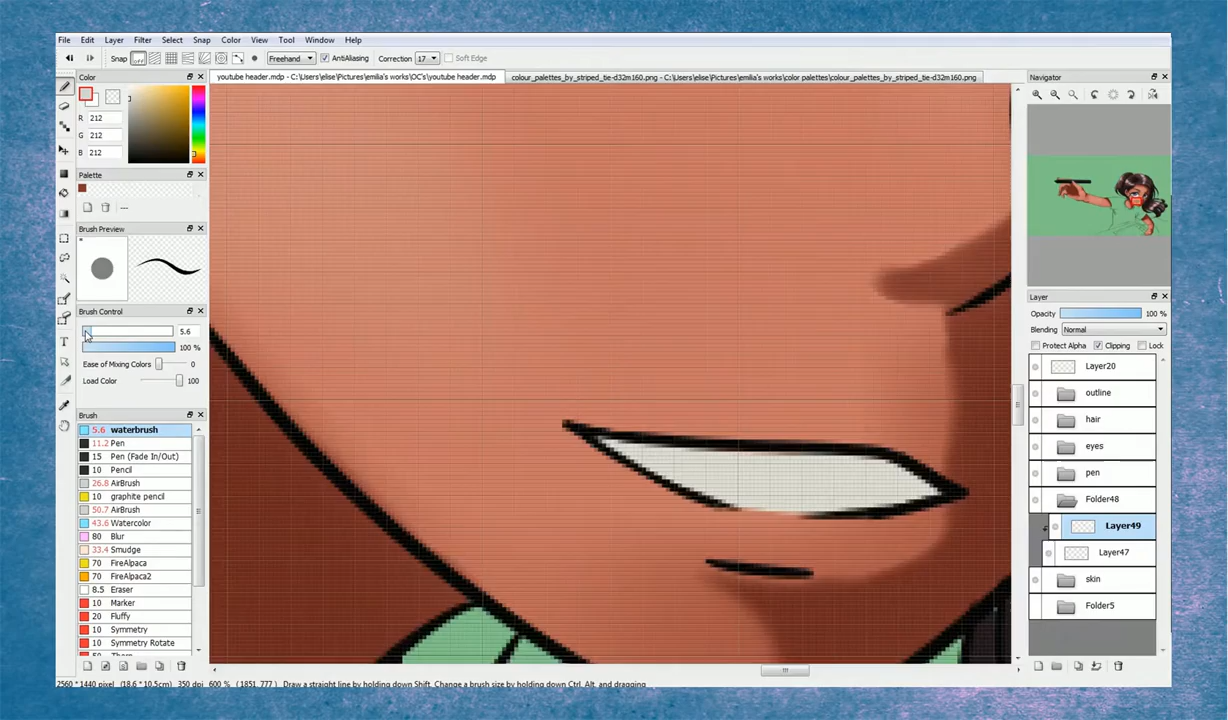 File Edit Layer Filter Select Snap Color View Tools Window Help
Snap off Freehand AntiAliasing Correction 17 Soft Edge
youtube header.mdp - C:\Users\elise\Pictures\emilia's works\OC's\youtube header.mdp
colour_palettes_by_striped_tie-d32m160.png - C:\Users\elise\Pictures\emilia's works\color palettes\colour_palettes_by_striped_tie-d32m160.png
Color
R 212
G 212
B 212
Palette
---
Brush Preview
Brush Control
5.6
100 %
Ease of Mixing Colors 0
Load Color 100
Brush
5.6 waterbrush
11.2 Pen
15 Pen (Fade In/Out)
10 Pencil
26.8 AirBrush
10 graphite pencil
50.7 AirBrush
43.6 Watercolor
80 Blur
33.4 Smudge
70 FireAlpaca
70 FireAlpaca2
8.5 Eraser
10 Marker
20 Fluffy
10 Symmetry
10 Symmetry Rotate
Navigator
Layer
Opacity 100 %
Blending Normal
Protect Alpha Clipping Lock
Layer20
outline
hair
eyes
pen
Folder48
Layer49
Layer47
skin
Folder5
2560 * 1440 pixel (18.6 * 10.5cm) 350 dpi 600 % (1851, 777) Draw a straight line by holding down Shift. Change a brush size by holding down Ctrl, Alt, and dragging